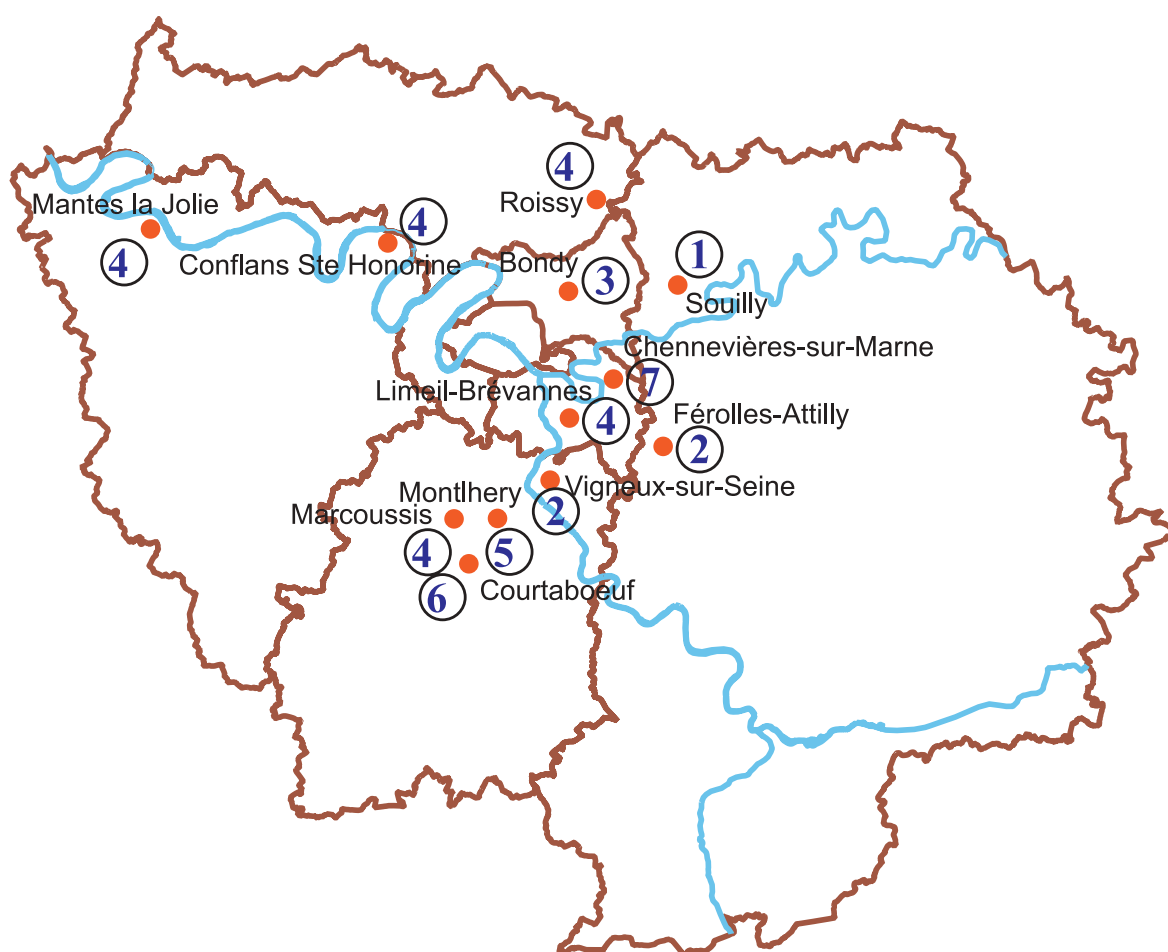 4
Roissy
Mantes la Jolie
4
4
Conflans Ste Honorine
Bondy
3
1
Souilly
Chennevières-sur-Marne
7
Limeil-Brévannes
4
Férolles-Attilly
2
Vigneux-sur-Seine
2
Montlhery
Marcoussis
4
5
6
Courtaboeuf